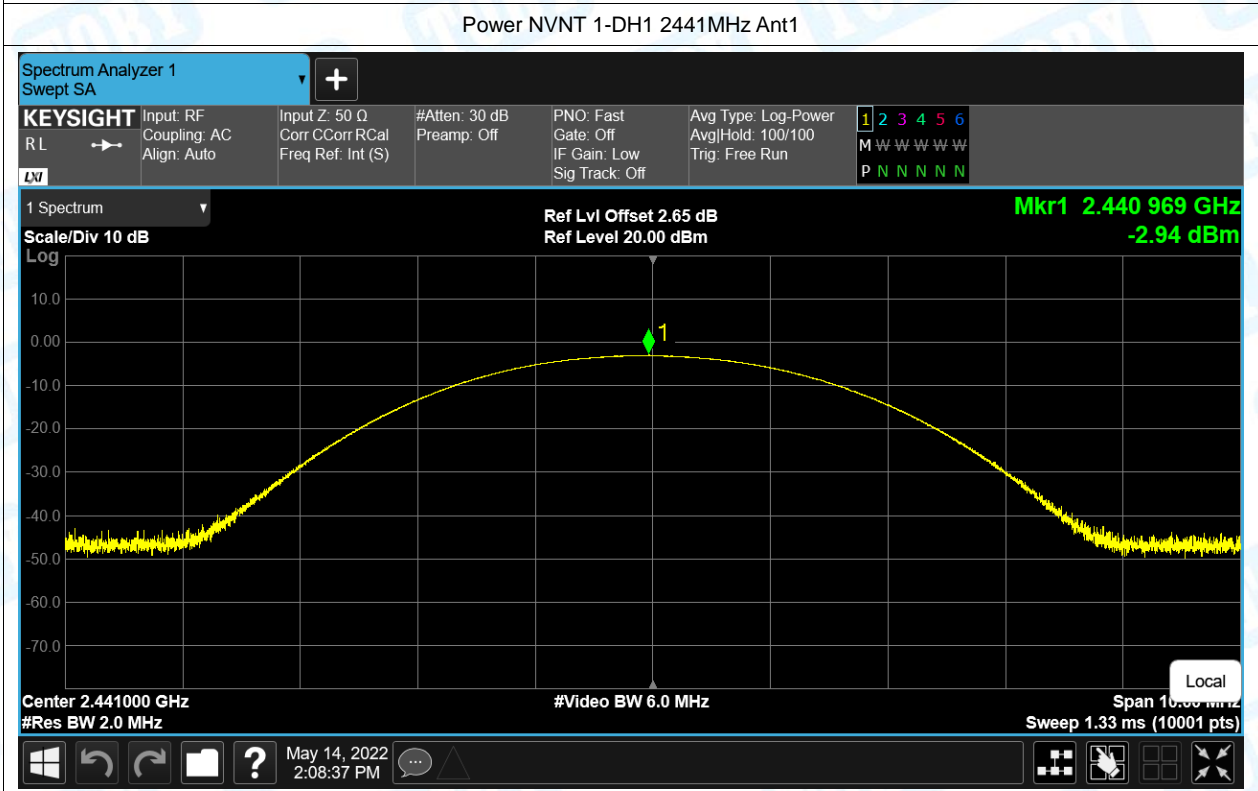 Power NVNT 1-DH1 2441MHz Ant1
Spectrum Analyzer 1
Swept SA
KEYSIGHT
R L
LXI
Input: RF
Coupling: AC
Align: Auto
Input Z: 50 Ω
Corr CCorr RCal
Freq Ref: Int (S)
#Atten: 30 dB
Preamp: Off
PNO: Fast
Gate: Off
IF Gain: Low
Sig Track: Off
Avg Type: Log-Power
Avg|Hold: 100/100
Trig: Free Run
1 2 3 4 5 6
M W W W W W
P N N N N N
1 Spectrum
Scale/Div 10 dB
Ref Lvl Offset 2.65 dB
Ref Level 20.00 dBm
Mkr1 2.440 969 GHz
-2.94 dBm
Log
10.0
0.00
-10.0
-20.0
-30.0
-40.0
-50.0
-60.0
-70.0
1
Local
Center 2.441000 GHz
#Res BW 2.0 MHz
#Video BW 6.0 MHz
Span 10.00 MHz
Sweep 1.33 ms (10001 pts)
?
May 14, 2022
2:08:37 PM